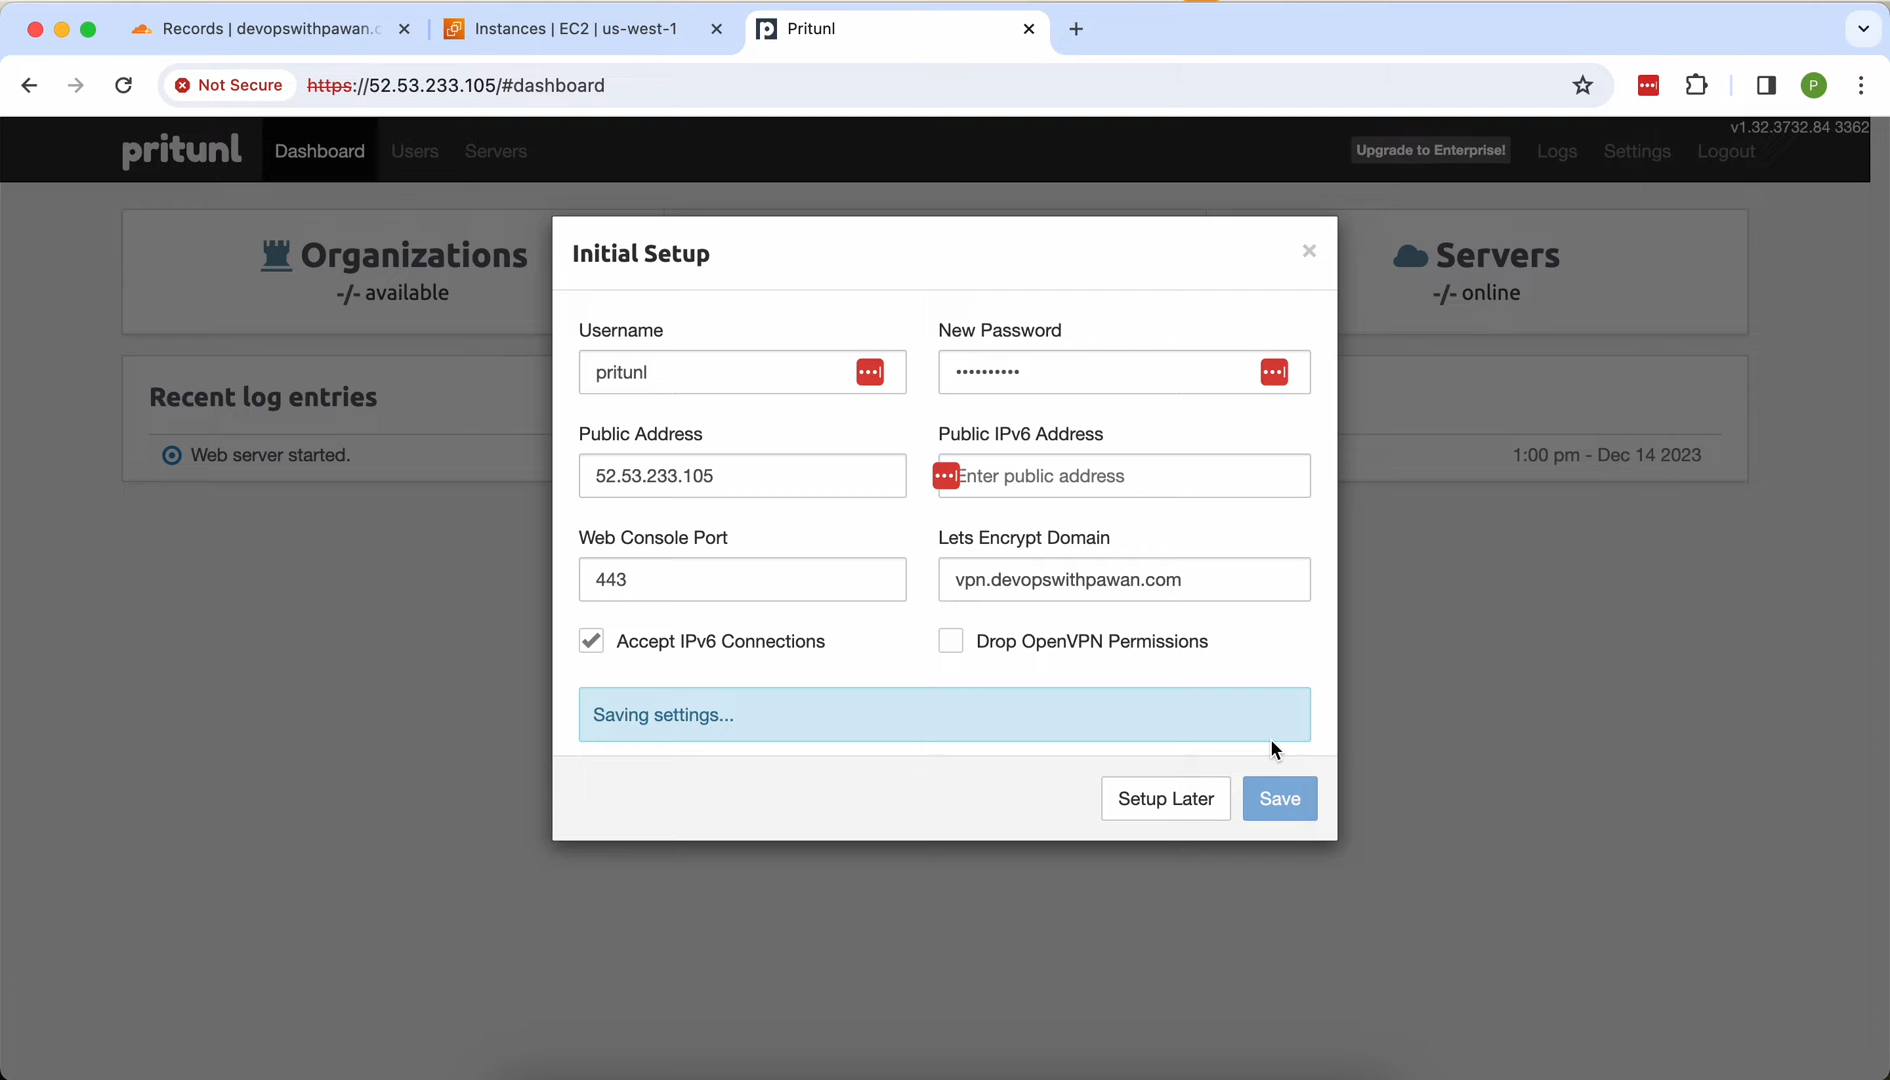 Records | devopswithpawan.c
Instances | EC2 | us-west-1
Pritunl
Not Secure
https://52.53.233.105/#dashboard
P
v1.32.3732.84 3362
pritunl
Dashboard
Users
Servers
Upgrade to Enterprise!
Logs
Settings
Logout
Organizations
-/- available
Servers
-/- online
Recent log entries
Web server started.
1:00 pm - Dec 14 2023
Initial Setup
Username
New Password
pritunl
••••••••••
Public Address
Public IPv6 Address
52.53.233.105
Enter public address
Web Console Port
Lets Encrypt Domain
443
vpn.devopswithpawan.com
Accept IPv6 Connections
Drop OpenVPN Permissions
Saving settings...
Setup Later
Save